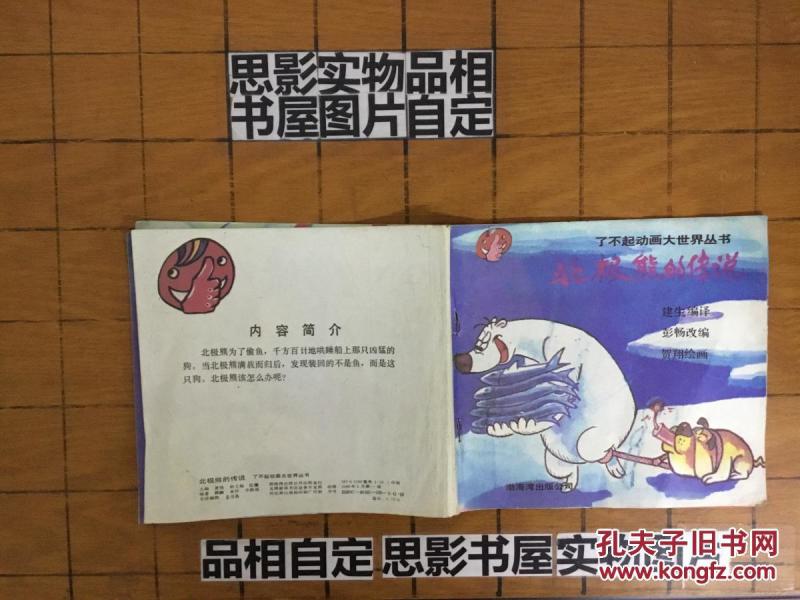 思影实物品相
书屋图片自定
了不起动画大世界丛书
北极熊的传说
建生编译
彭畅改编
贺翔绘画
渤海湾出版公司
内容简介
北极熊为了偷鱼，千方百计地哄睡船上那只凶猛的
狗。当北极熊满载而归后，发现装回的不是鱼，而是这
只狗。北极熊该怎么办呢？
北极熊的传说 了不起动画大世界丛书
品相自定 思影书屋实物图片
孔夫子旧书网
www.kongfz.com